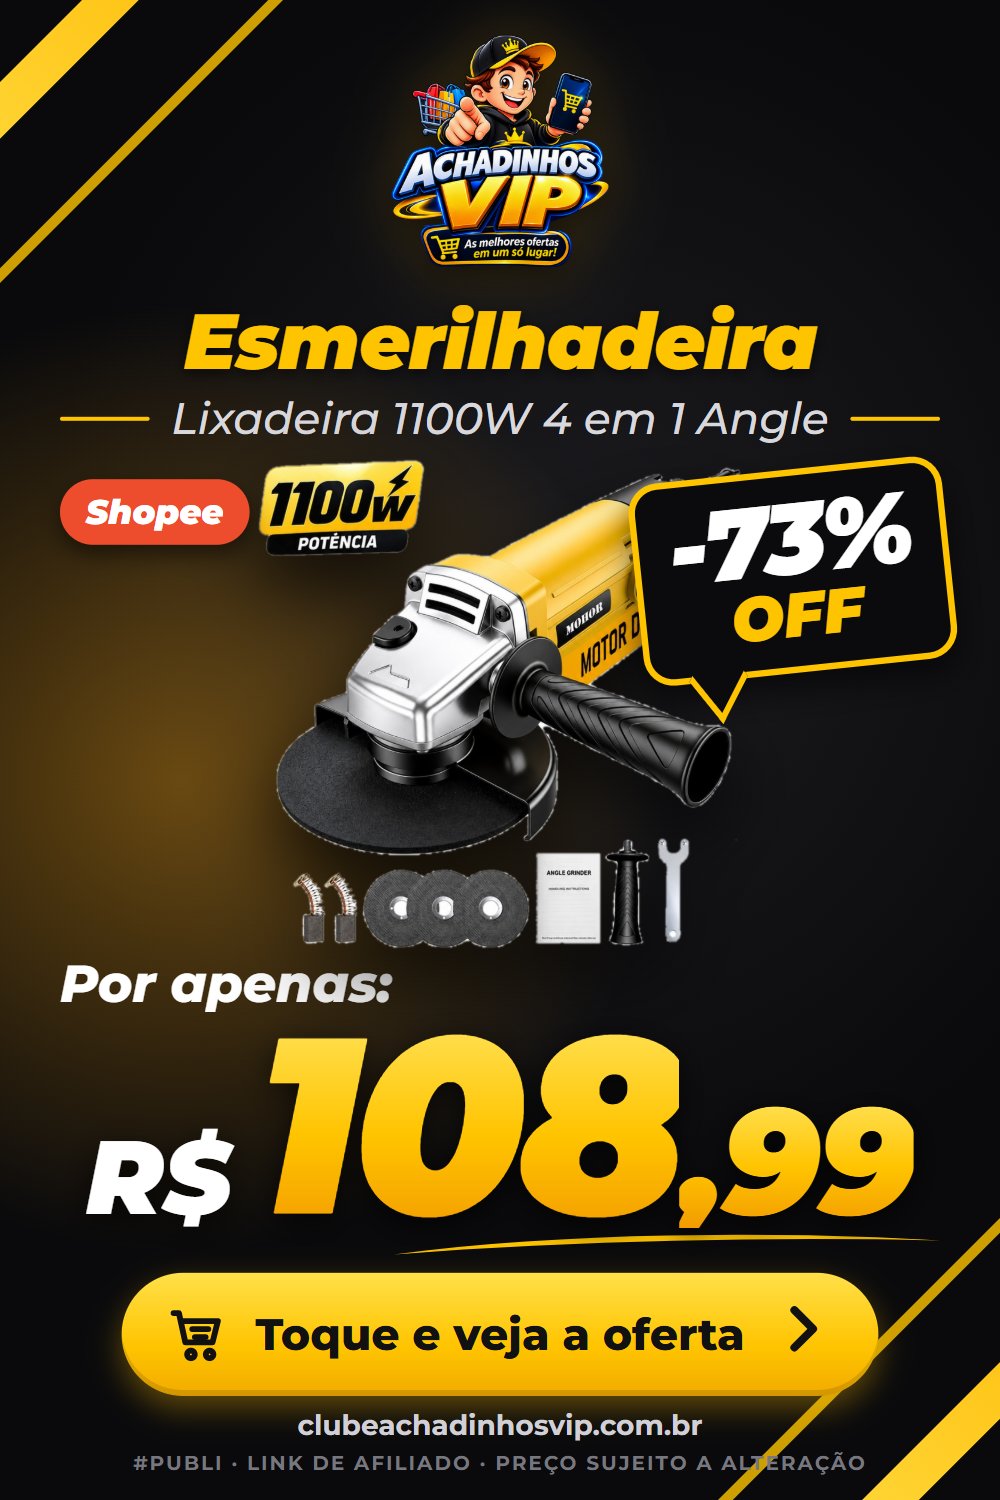 ACHADINHOS
VIP
As melhores ofertas
em um só lugar!
Esmerilhadeira
Lixadeira 1100W 4 em 1 Angle
Shopee
1100W
POTÊNCIA
-73%
OFF
MOHOR
MOTOR D
ANGLE GRINDER
Por apenas:
R$ 108,99
Toque e veja a oferta
clubeachadinhosvip.com.br
#PUBLI · LINK DE AFILIADO · PREÇO SUJEITO A ALTERAÇÃO